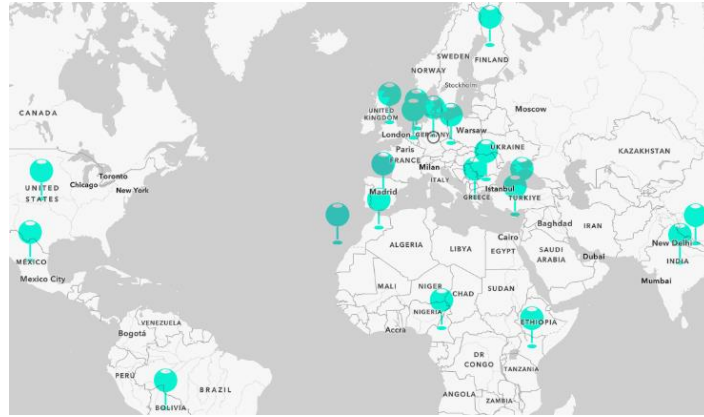 SWEDEN
FINLAND
NORWAY
Stockholm
CANADA
UNITED
KINGDOM
Moscow
London
GERMANY
Warsaw
Paris
UKRAINE
KAZAKHSTAN
FRANCE
Milan
Toronto
Chicago
UNITED
STATES
New York
ITALY
Madrid
Istanbul
GREECE
TÜRKIYE
Baghdad
IRAN
Cairo
New Delhi
ALGERIA
LIBYA
EGYPT
SAUDI
ARABIA
Dubai
INDIA
MÉXICO
Mexico City
Mumbai
MALI
NIGER
CHAD
SUDAN
NIGERIA
ETHIOPIA
VENEZUELA
Accra
Bogotá
DR
CONGO
TANZANIA
PERÚ
BRAZIL
ANGOLA
ZAMBIA
BOLIVIA